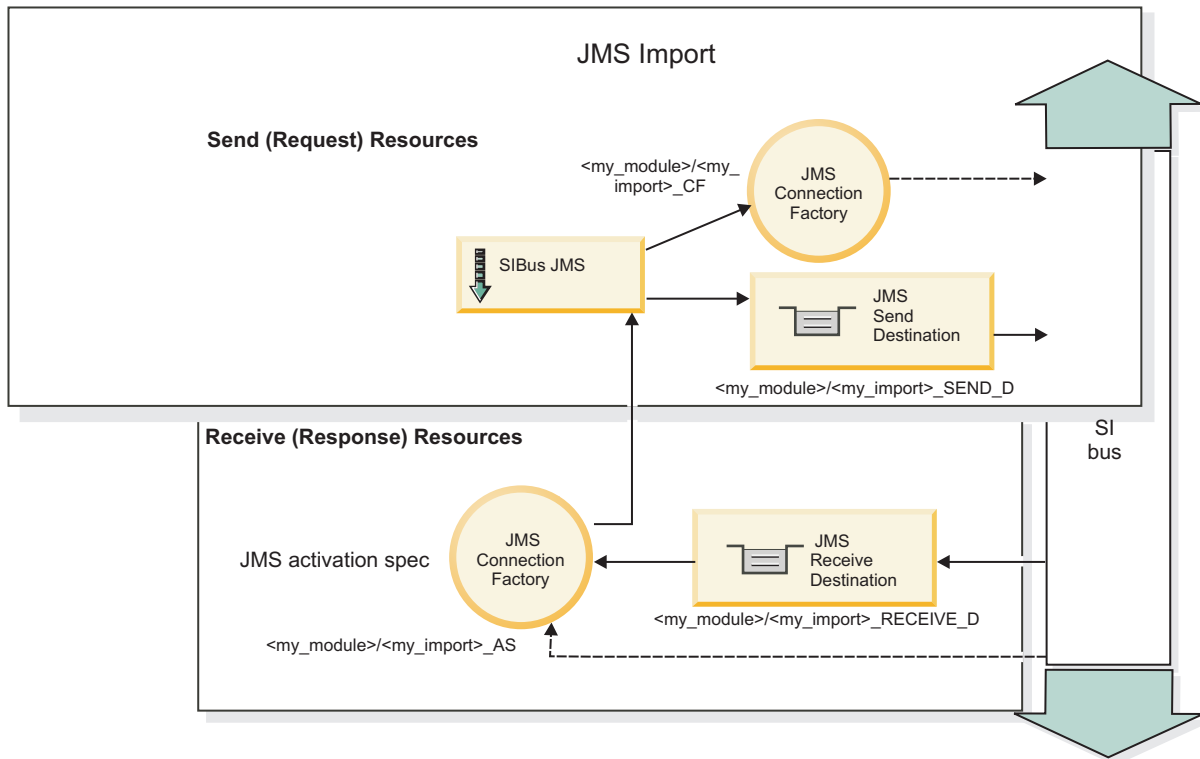 JMS Import
Send (Request) Resources
<my_module>/<my_
import>_CF
JMS
Connection
Factory
SIBus JMS
JMS
Send
Destination
<my_module>/<my_import>_SEND_D
Receive (Response) Resources
SI
bus
JMS activation spec
JMS
Connection
Factory
JMS
Receive
Destination
<my_module>/<my_import>_RECEIVE_D
<my_module>/<my_import>_AS